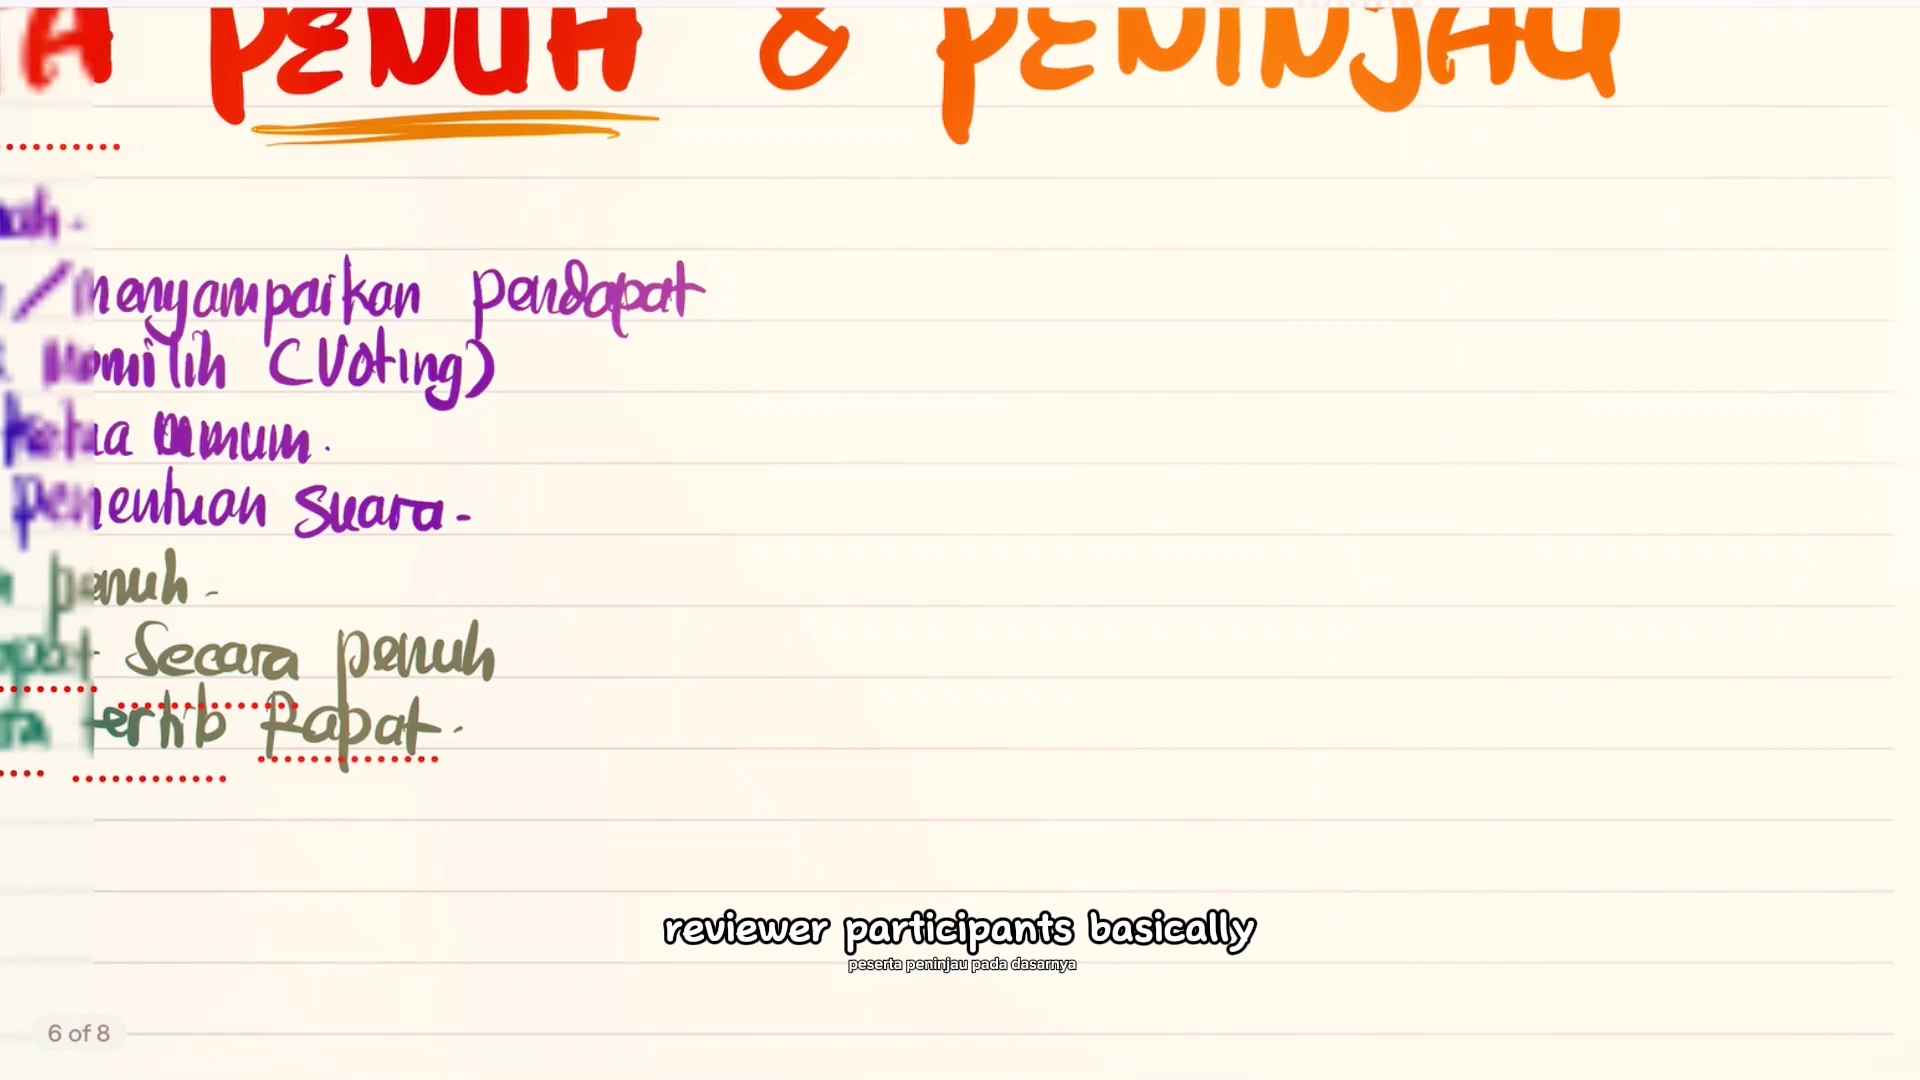 PENUH & PENINJAU
/menyampaikan pendapat
Memilih (Voting)
Ketua umum.
penentuan suara-
penuh-
Secara penuh
tertib Rapat.
reviewer participants basically
peserta peninjau pada dasarnya
6 of 8